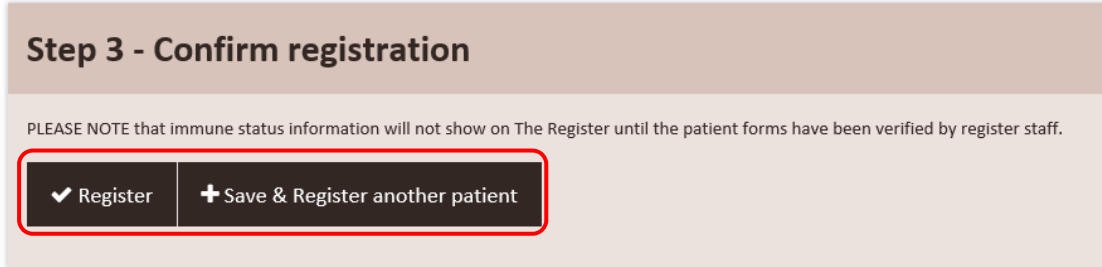 Step 3 - Confirm registration
PLEASE NOTE that immune status information will not show on The Register until the patient forms have been verified by register staff.
Register
Save & Register another patient